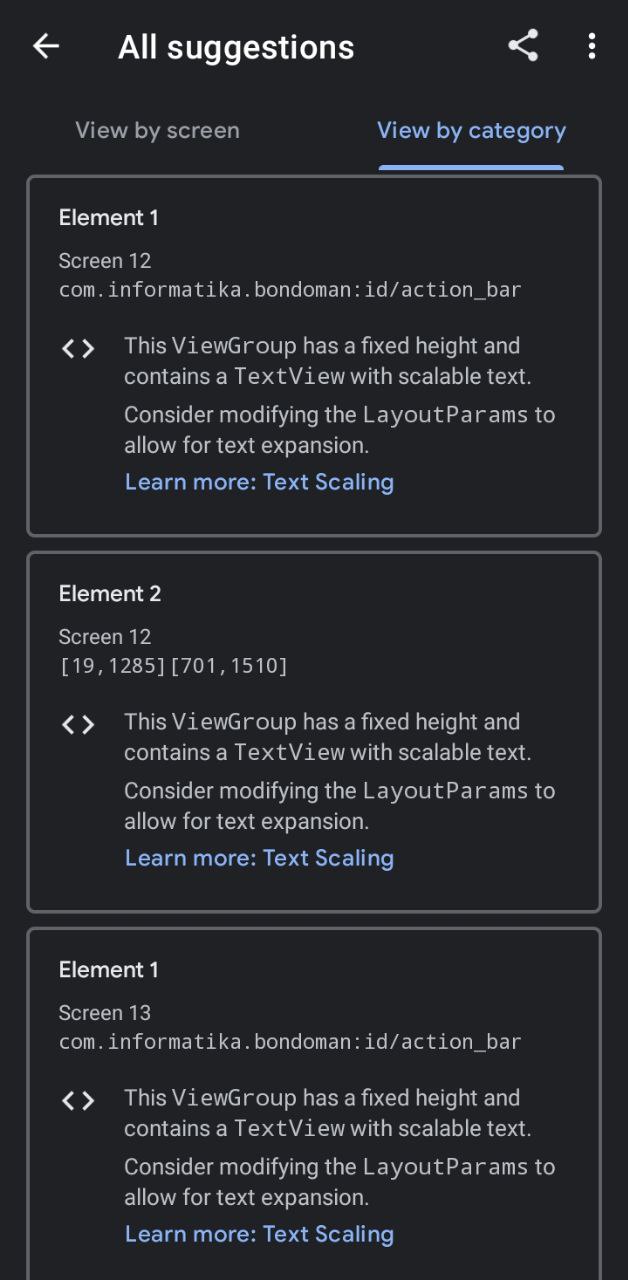 All suggestions
View by screen
View by category
Element 1
Screen 12
com.informatika.bondoman:id/action_bar
This ViewGroup has a fixed height and
contains a TextView with scalable text.
Consider modifying the LayoutParams to
allow for text expansion.
Learn more: Text Scaling
Element 2
Screen 12
[19,1285][701,1510]
This ViewGroup has a fixed height and
contains a TextView with scalable text.
Consider modifying the LayoutParams to
allow for text expansion.
Learn more: Text Scaling
Element 1
Screen 13
com.informatika.bondoman:id/action_bar
This ViewGroup has a fixed height and
contains a TextView with scalable text.
Consider modifying the LayoutParams to
allow for text expansion.
Learn more: Text Scaling